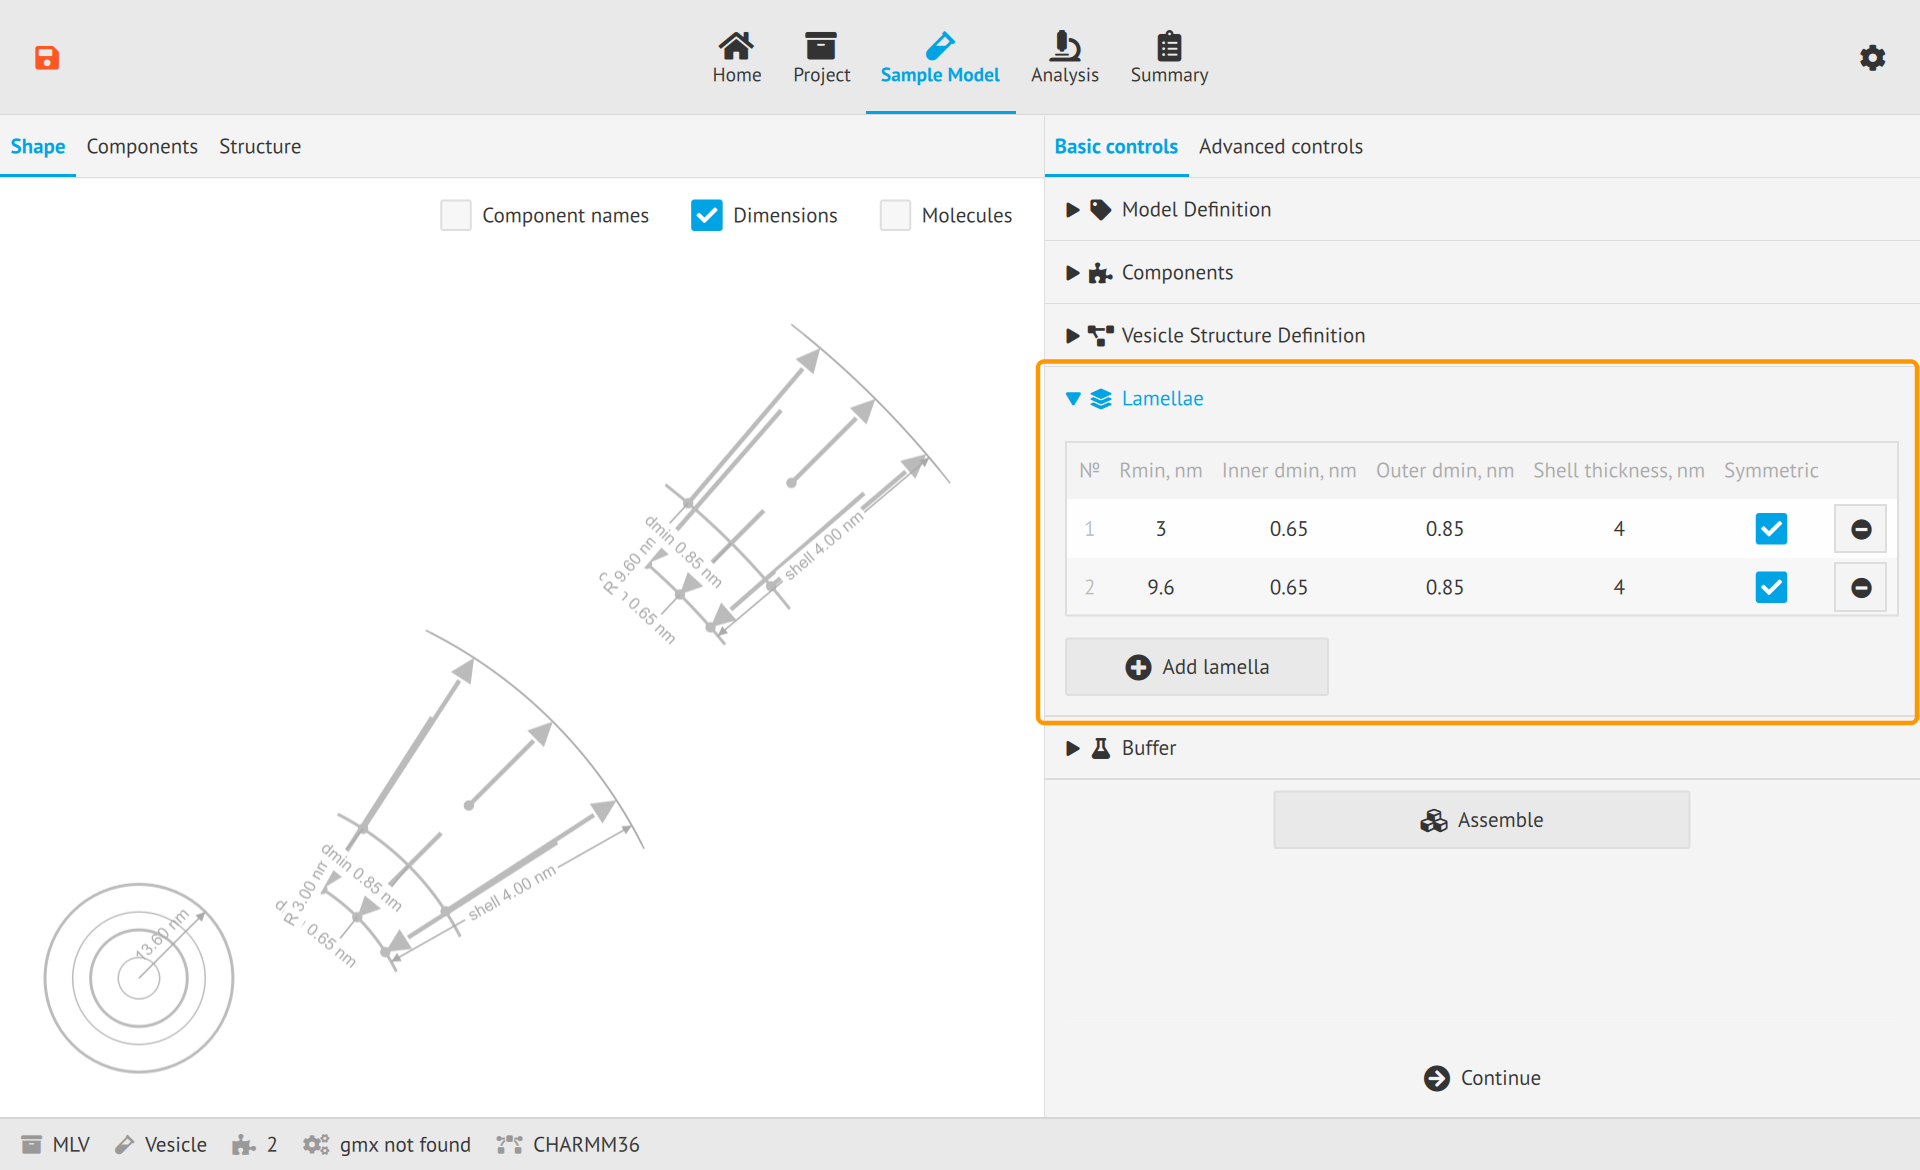 Home Project Sample Model Analysis Summary
Shape Components Structure
Basic controls Advanced controls
Component names Dimensions Molecules
Model Definition
Components
Vesicle Structure Definition
Lamellae
№ Rmin, nm Inner dmin, nm Outer dmin, nm Shell thickness, nm Symmetric
1 3 0.65 0.85 4
2 9.6 0.65 0.85 4
Add lamella
Buffer
Assemble
Continue
dmin 0.85 nm
R 9.60 nm
0.65 nm
shell 4.00 nm
dmin 0.85 nm
R 3.00 nm
0.65 nm
shell 4.00 nm
13.60 nm
MLV Vesicle 2 gmx not found CHARMM36